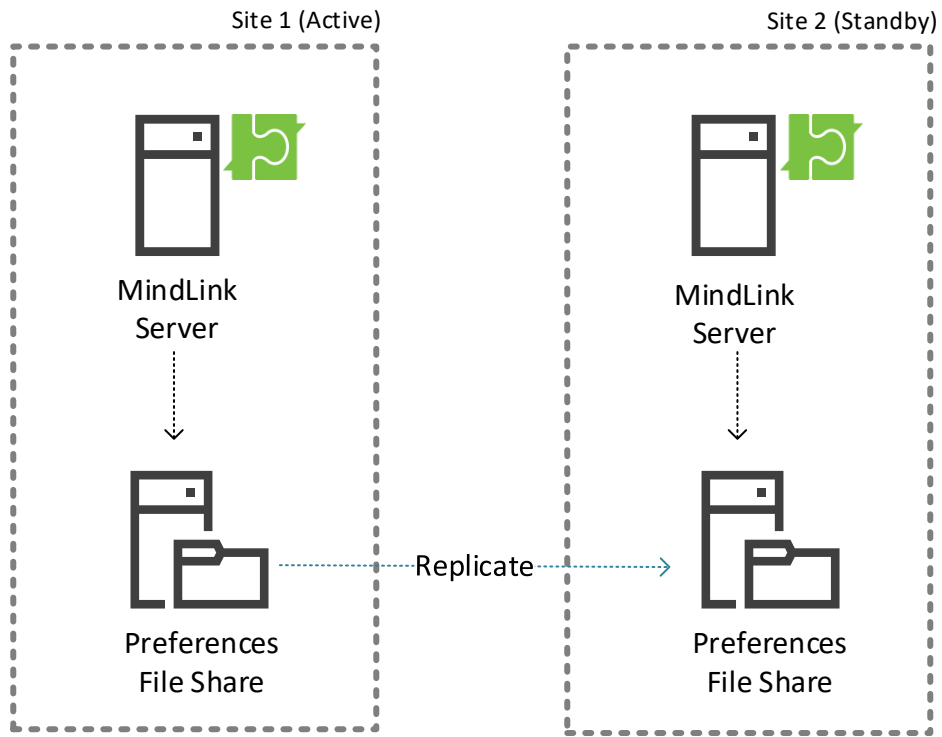 Site 1 (Active)
Site 2 (Standby)
MindLink
Server
MindLink
Server
Replicate
Preferences
File Share
Preferences
File Share